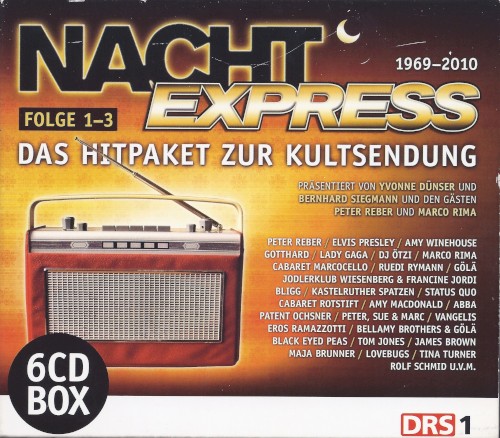 NACHT
1969–2010
EXPRESS
FOLGE 1–3
DAS HITPAKET ZUR KULTSENDUNG
PRÄSENTIERT VON YVONNE DÜNSER UND
BERNHARD SIEGMANN UND DEN GÄSTEN
PETER REBER UND MARCO RIMA
PETER REBER / ELVIS PRESLEY / AMY WINEHOUSE
GOTTHARD / LADY GAGA / DJ ÖTZI / MARCO RIMA
CABARET MARCOCELLO / RUEDI RYMANN / GÖLÄ
JODLERKLUB WIESENBERG & FRANCINE JORDI
BLIGG / KASTELRUTHER SPATZEN / STATUS QUO
CABARET ROTSTIFT / AMY MACDONALD / ABBA
PATENT OCHSNER / PETER, SUE & MARC / VANGELIS
EROS RAMAZZOTTI / BELLAMY BROTHERS & GÖLÄ
BLACK EYED PEAS / TOM JONES / JAMES BROWN
MAJA BRUNNER / LOVEBUGS / TINA TURNER
ROLF SCHMID U.V.M.
6CD
BOX
DRS 1